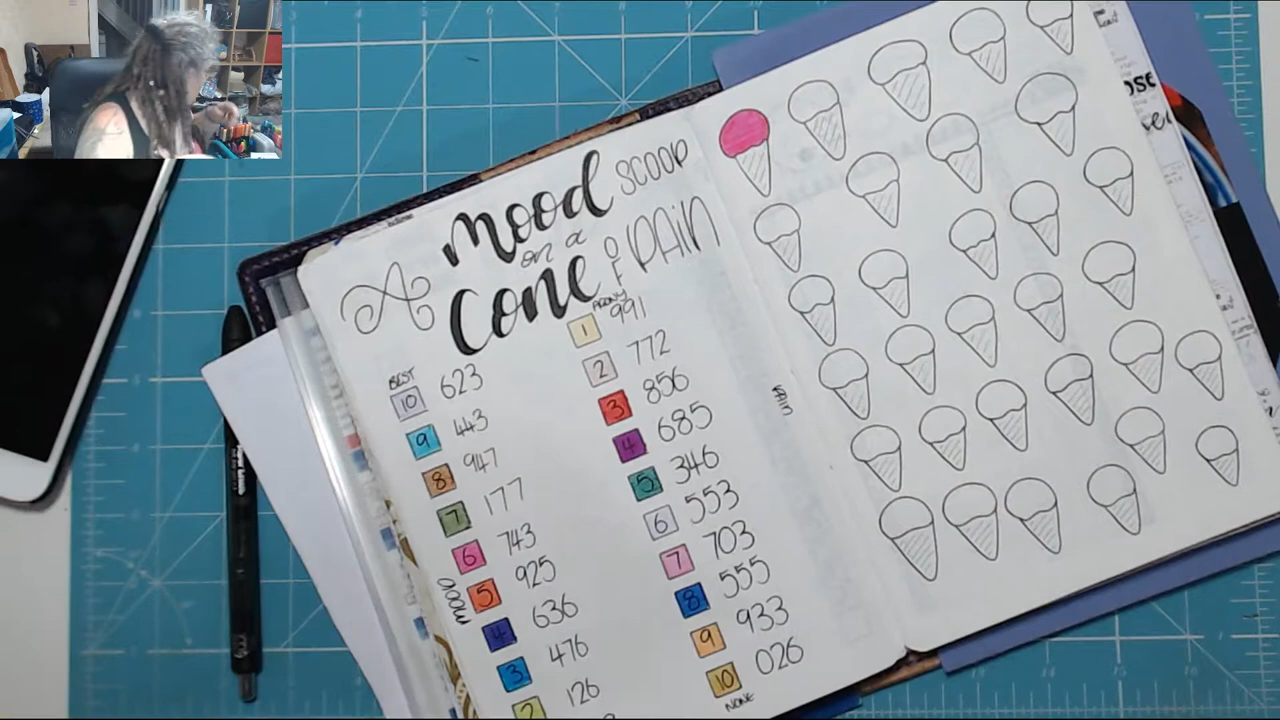 A
mood
on a
cone
SCOOP
OF
PAIN
BEST
10 623
9 443
8 947
7 177
6 743
5 925
4 636
3 476
2 126
MOOD
AGONY
1 991
2 772
3 856
4 685
5 346
6 553
7 703
8 555
9 933
10 026
NONE
PAIN